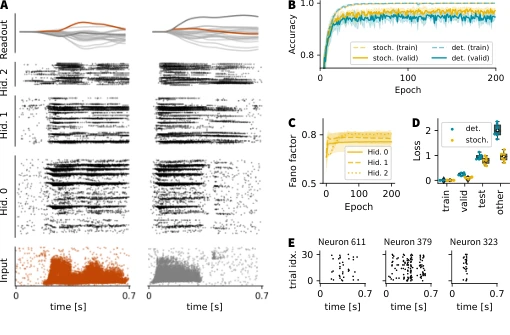 A
Readout
Hid. 2
Hid. 1
Hid. 0
Input
0
0.7
0
0.7
time [s]
time [s]
B
Accuracy
1.0
0.8
stoch. (train)
det. (train)
stoch. (valid)
det. (valid)
0
100
200
Epoch
C
Fano factor
0.8
0.5
Hid. 0
Hid. 1
Hid. 2
0
100
200
Epoch
D
Loss
2
1
0
det.
stoch.
train
valid
test
other
E
Neuron 611
Neuron 379
Neuron 323
trial idx.
30
0
0
0.7
0
0.7
0
0.7
time [s]
time [s]
time [s]